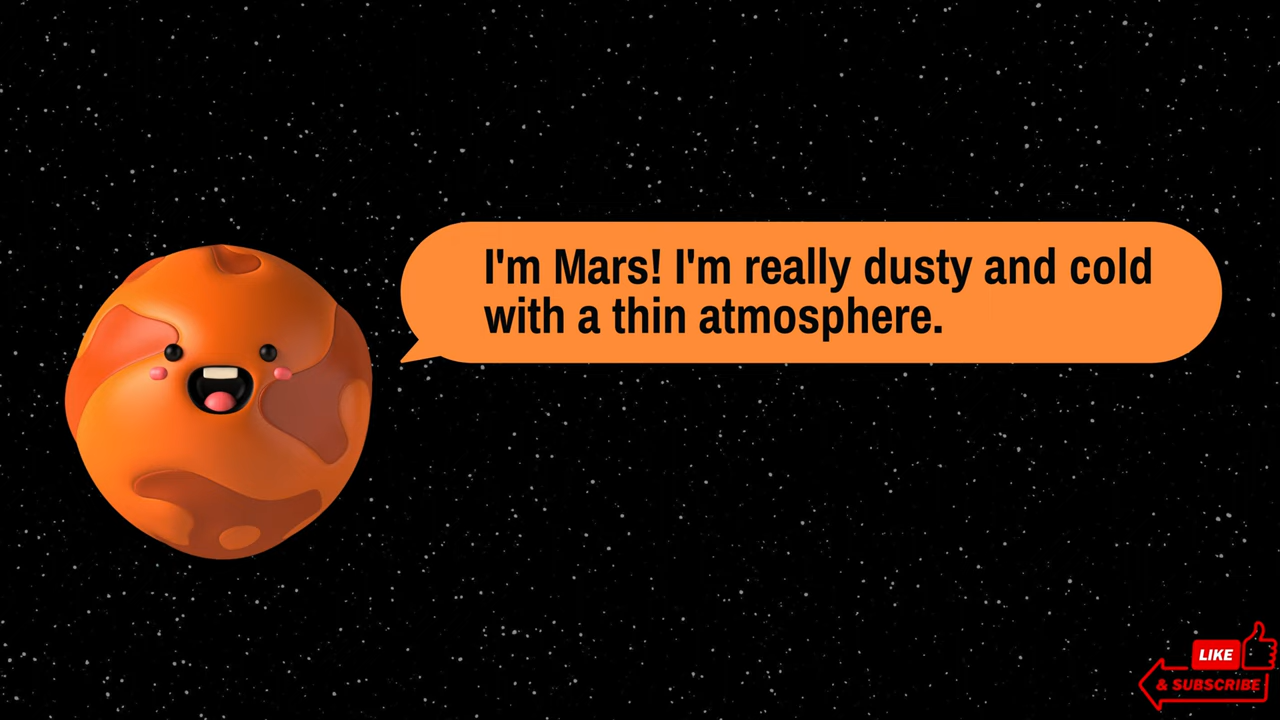 I'm Mars! I'm really dusty and cold
with a thin atmosphere.
LIKE
& SUBSCRIBE